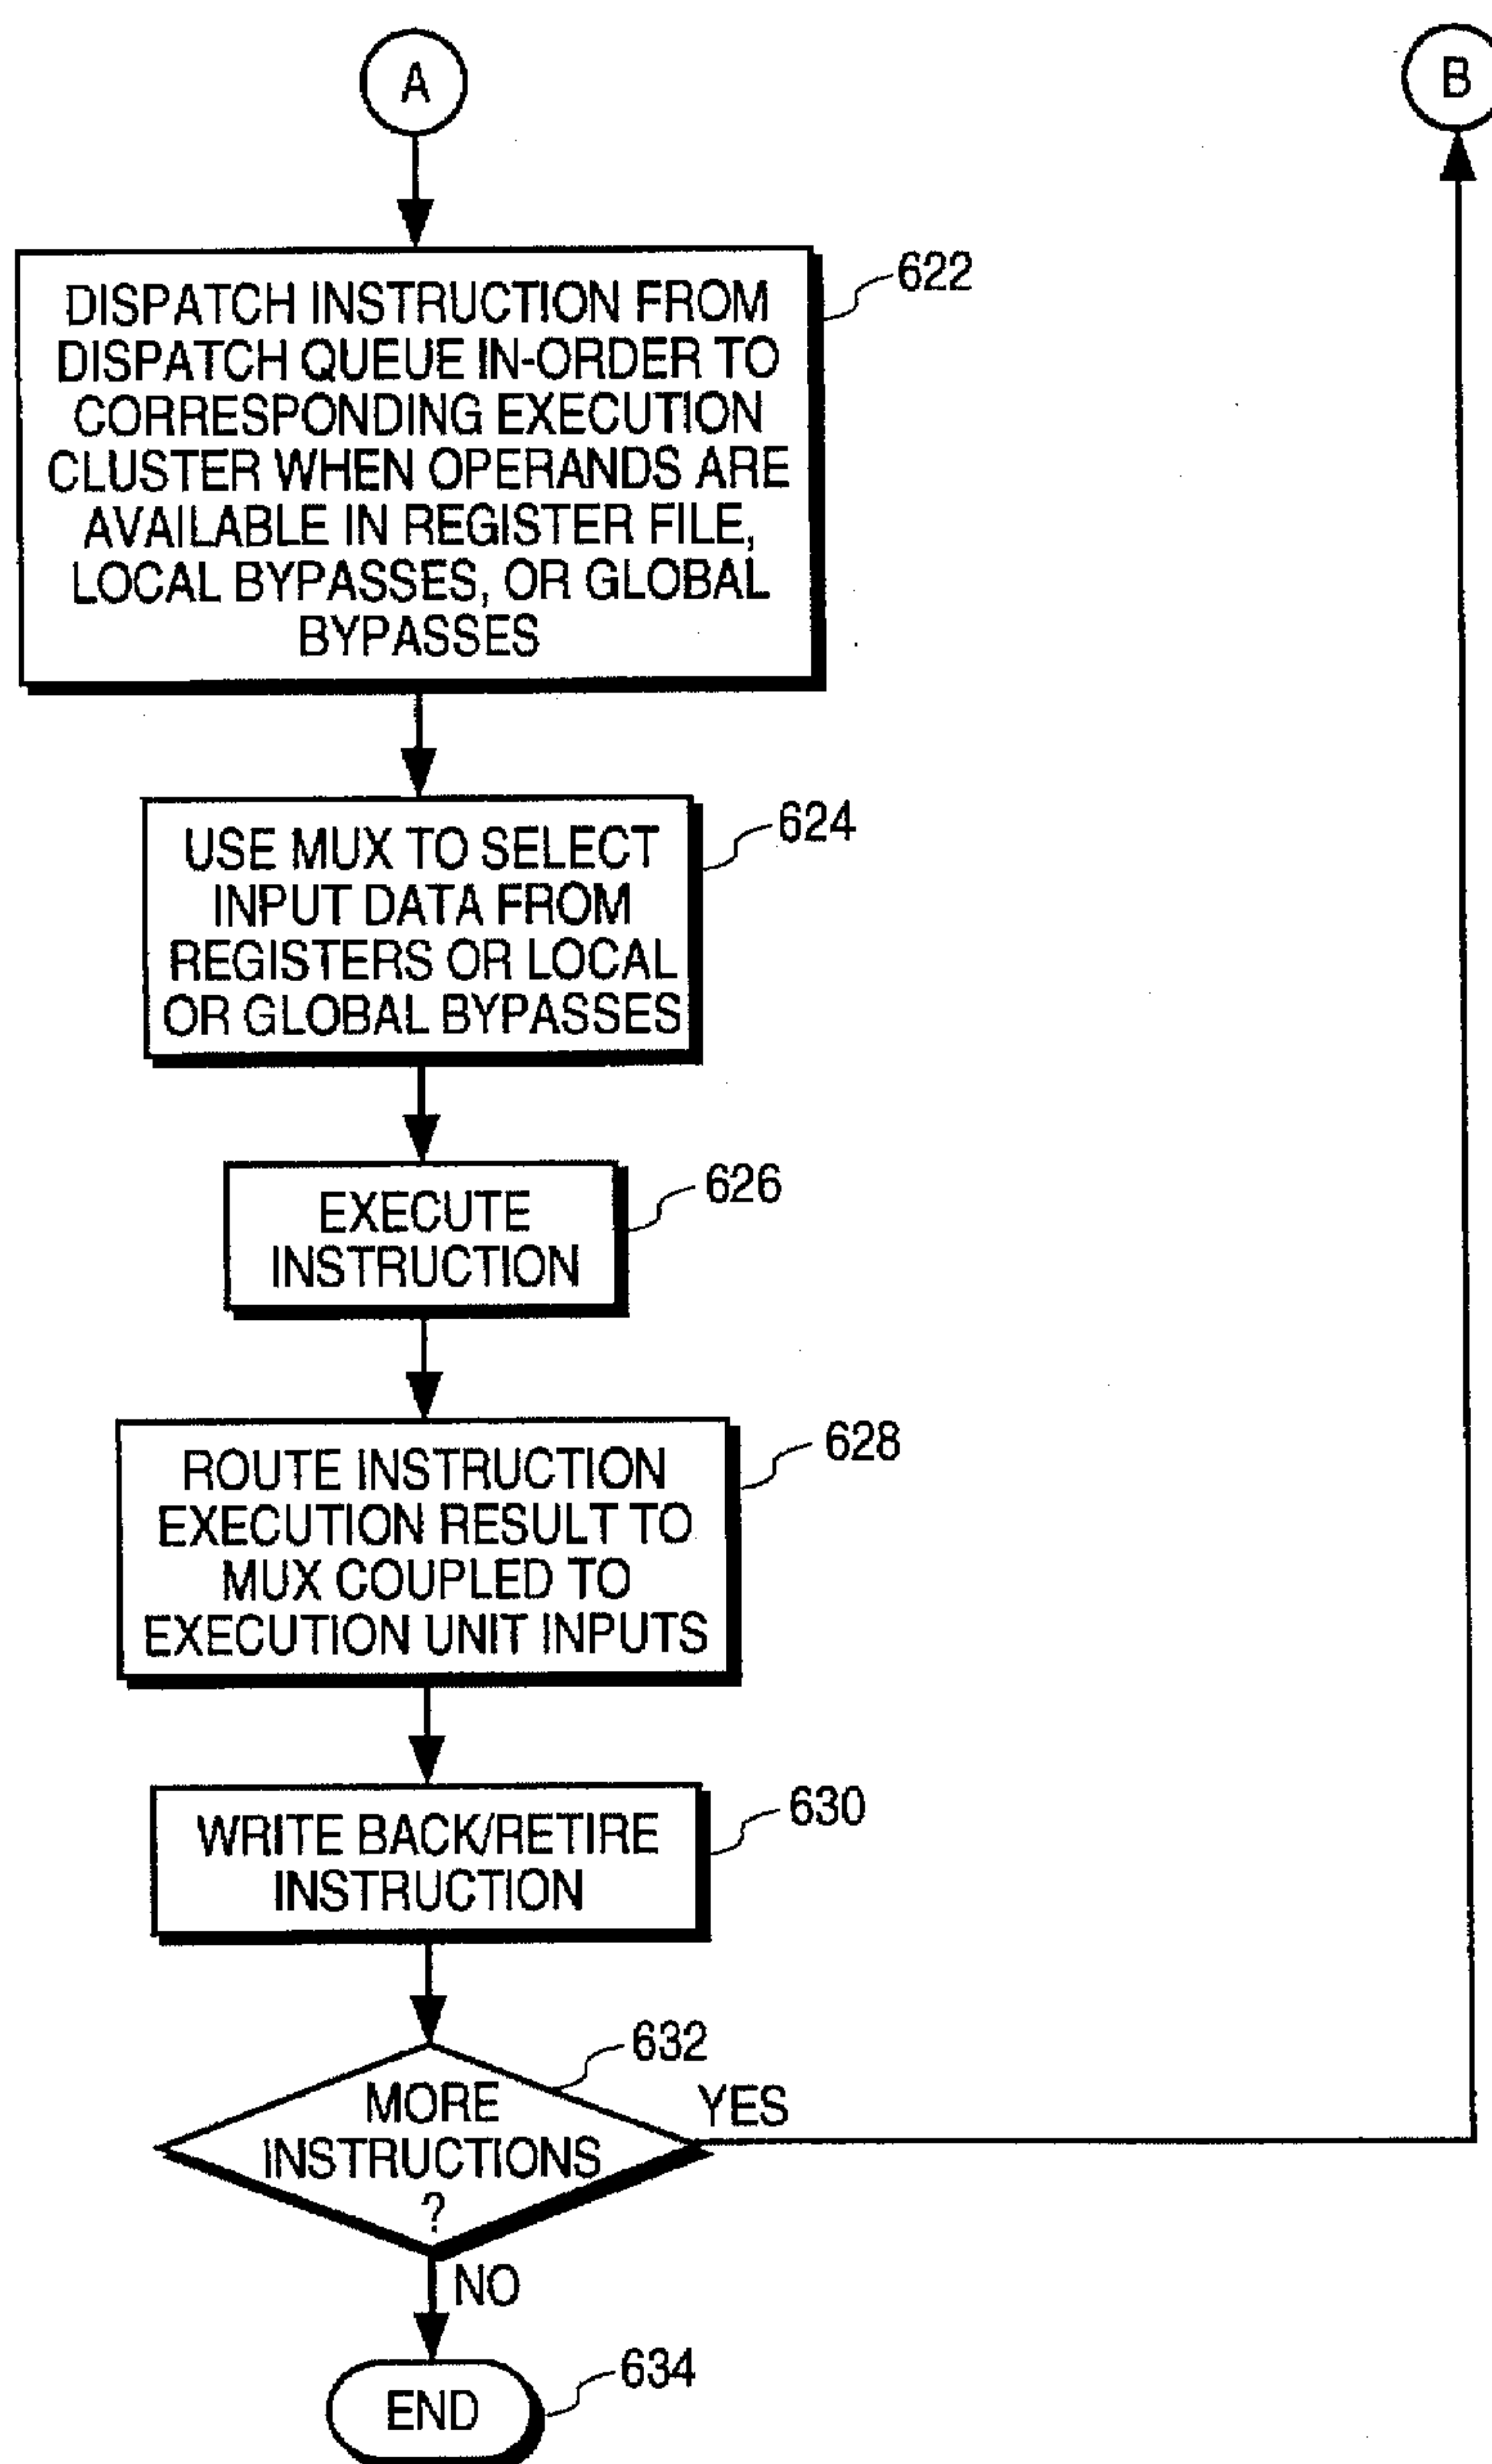 A
B
DISPATCH INSTRUCTION FROM
DISPATCH QUEUE IN-ORDER TO
CORRESPONDING EXECUTION
CLUSTER WHEN OPERANDS ARE
AVAILABLE IN REGISTER FILE,
LOCAL BYPASSES, OR GLOBAL
BYPASSES
622
USE MUX TO SELECT
INPUT DATA FROM
REGISTERS OR LOCAL
OR GLOBAL BYPASSES
624
EXECUTE
INSTRUCTION
626
ROUTE INSTRUCTION
EXECUTION RESULT TO
MUX COUPLED TO
EXECUTION UNIT INPUTS
628
WRITE BACK/RETIRE
INSTRUCTION
630
MORE
INSTRUCTIONS
?
632
YES
NO
END
634